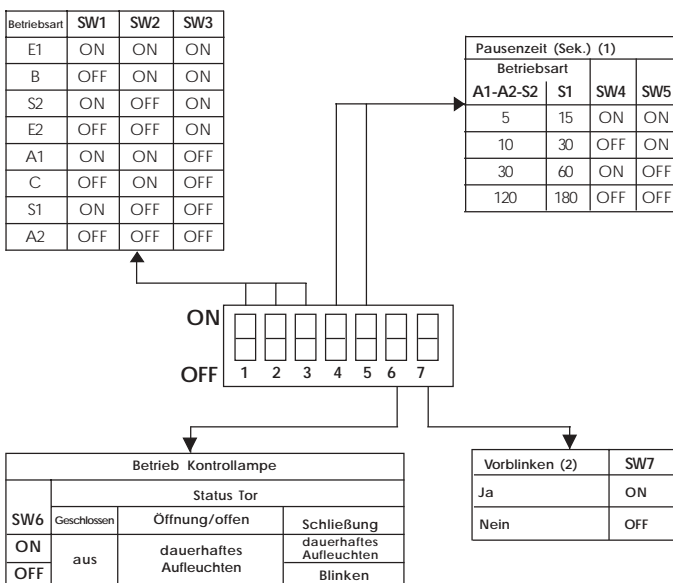 Betriebsart SW1 SW2 SW3
E1 ON ON ON
B OFF ON ON
S2 ON OFF ON
E2 OFF OFF ON
A1 ON ON OFF
C OFF ON OFF
S1 ON OFF OFF
A2 OFF OFF OFF
Pausenzeit (Sek.) (1)
Betriebsart
A1-A2-S2 S1 SW4 SW5
5 15 ON ON
10 30 OFF ON
30 60 ON OFF
120 180 OFF OFF
ON
OFF
1 2 3 4 5 6 7
Betrieb Kontrollampe
Status Tor
SW6 Geschlossen Öffnung/offen Schließung
ON aus dauerhaftes Aufleuchten dauerhaftes Aufleuchten
OFF Blinken
Vorblinken (2) SW7
Ja ON
Nein OFF